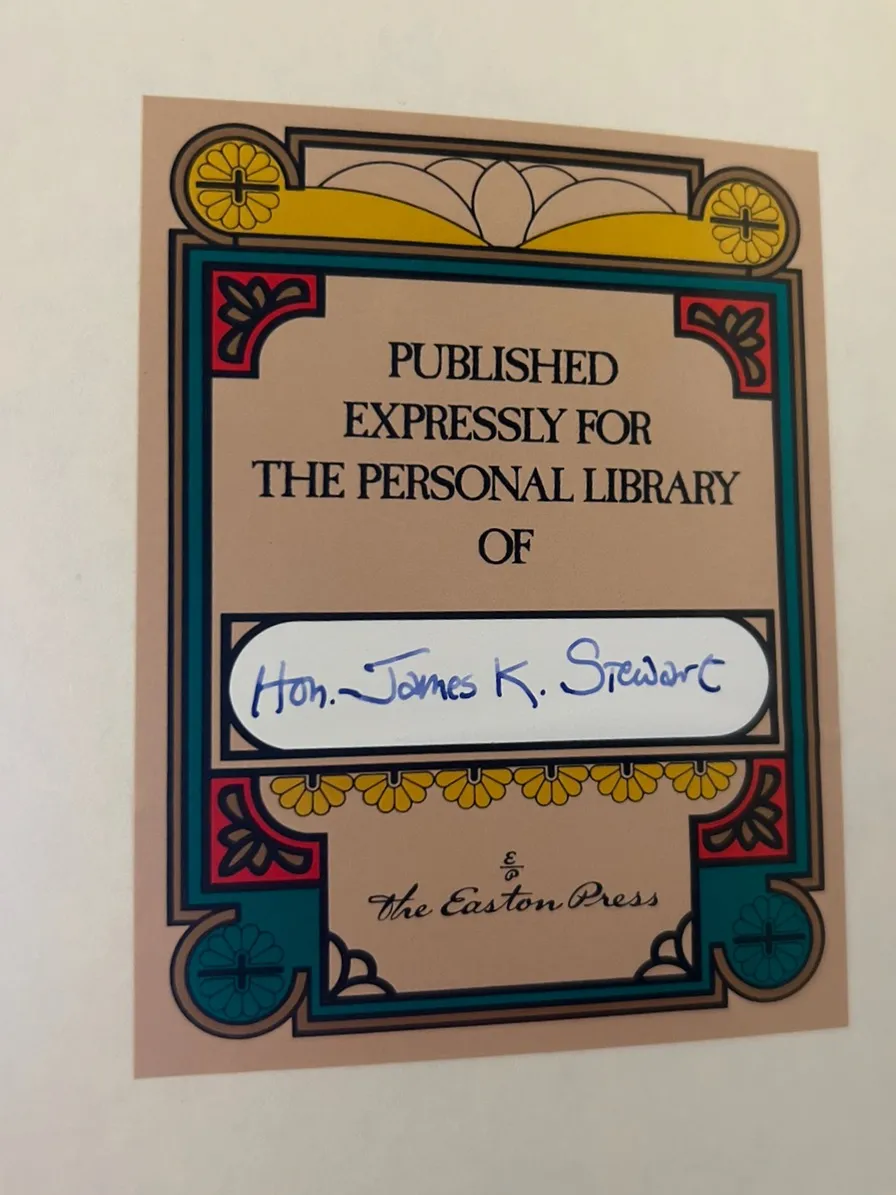 PUBLISHED
EXPRESSLY FOR
THE PERSONAL LIBRARY
OF
Hon. James K. Stewart
E
P
the Easton Press